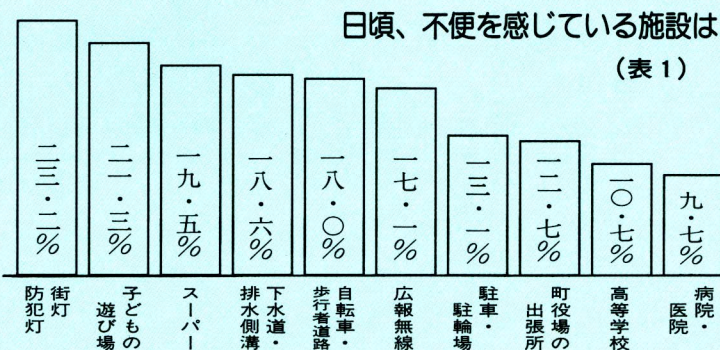 日頃、不便を感じている施設は
（表１）
二三・二%
二一・三%
一九・五%
一八・六%
一八・〇%
一七・一%
一三・一%
一二・七%
一〇・七%
九・七%
街灯
防犯灯
子どもの
遊び場
スーパー
下水道・
排水側溝
自転車・
歩行者道路
広報無線
駐車・
駐輪場
町役場の
出張所
高等学校
病院・
医院